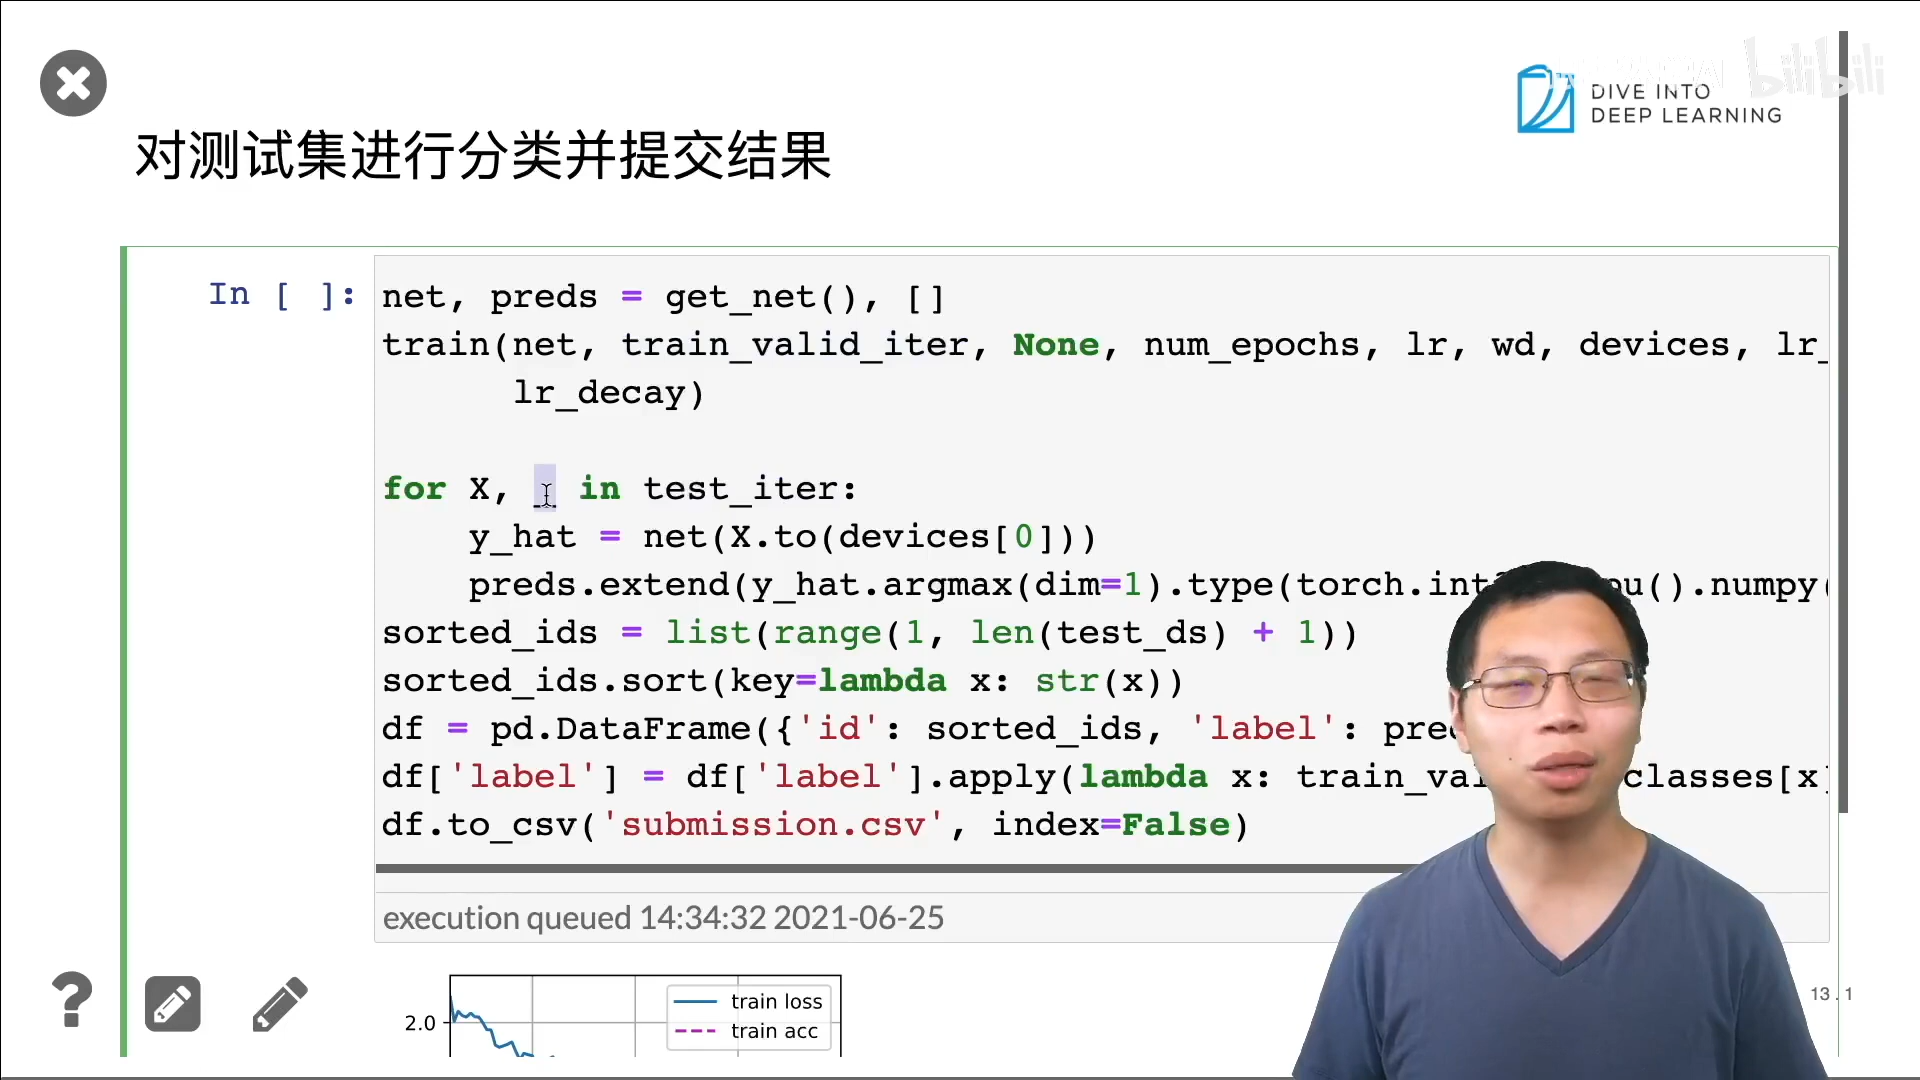 bilibili
DIVE INTO
DEEP LEARNING
对测试集进行分类并提交结果
In [ ]:
net, preds = get_net(), []
train(net, train_valid_iter, None, num_epochs, lr, wd, devices, lr_
lr_decay)
for X, _ in test_iter:
y_hat = net(X.to(devices[0]))
preds.extend(y_hat.argmax(dim=1).type(torch.int pu().numpy(
sorted_ids = list(range(1, len(test_ds) + 1))
sorted_ids.sort(key=lambda x: str(x))
df = pd.DataFrame({'id': sorted_ids, 'label': pre
df['label'] = df['label'].apply(lambda x: train_val classes[x]
df.to_csv('submission.csv', index=False)
execution queued 14:34:32 2021-06-25
train loss
train acc
2.0
13.1